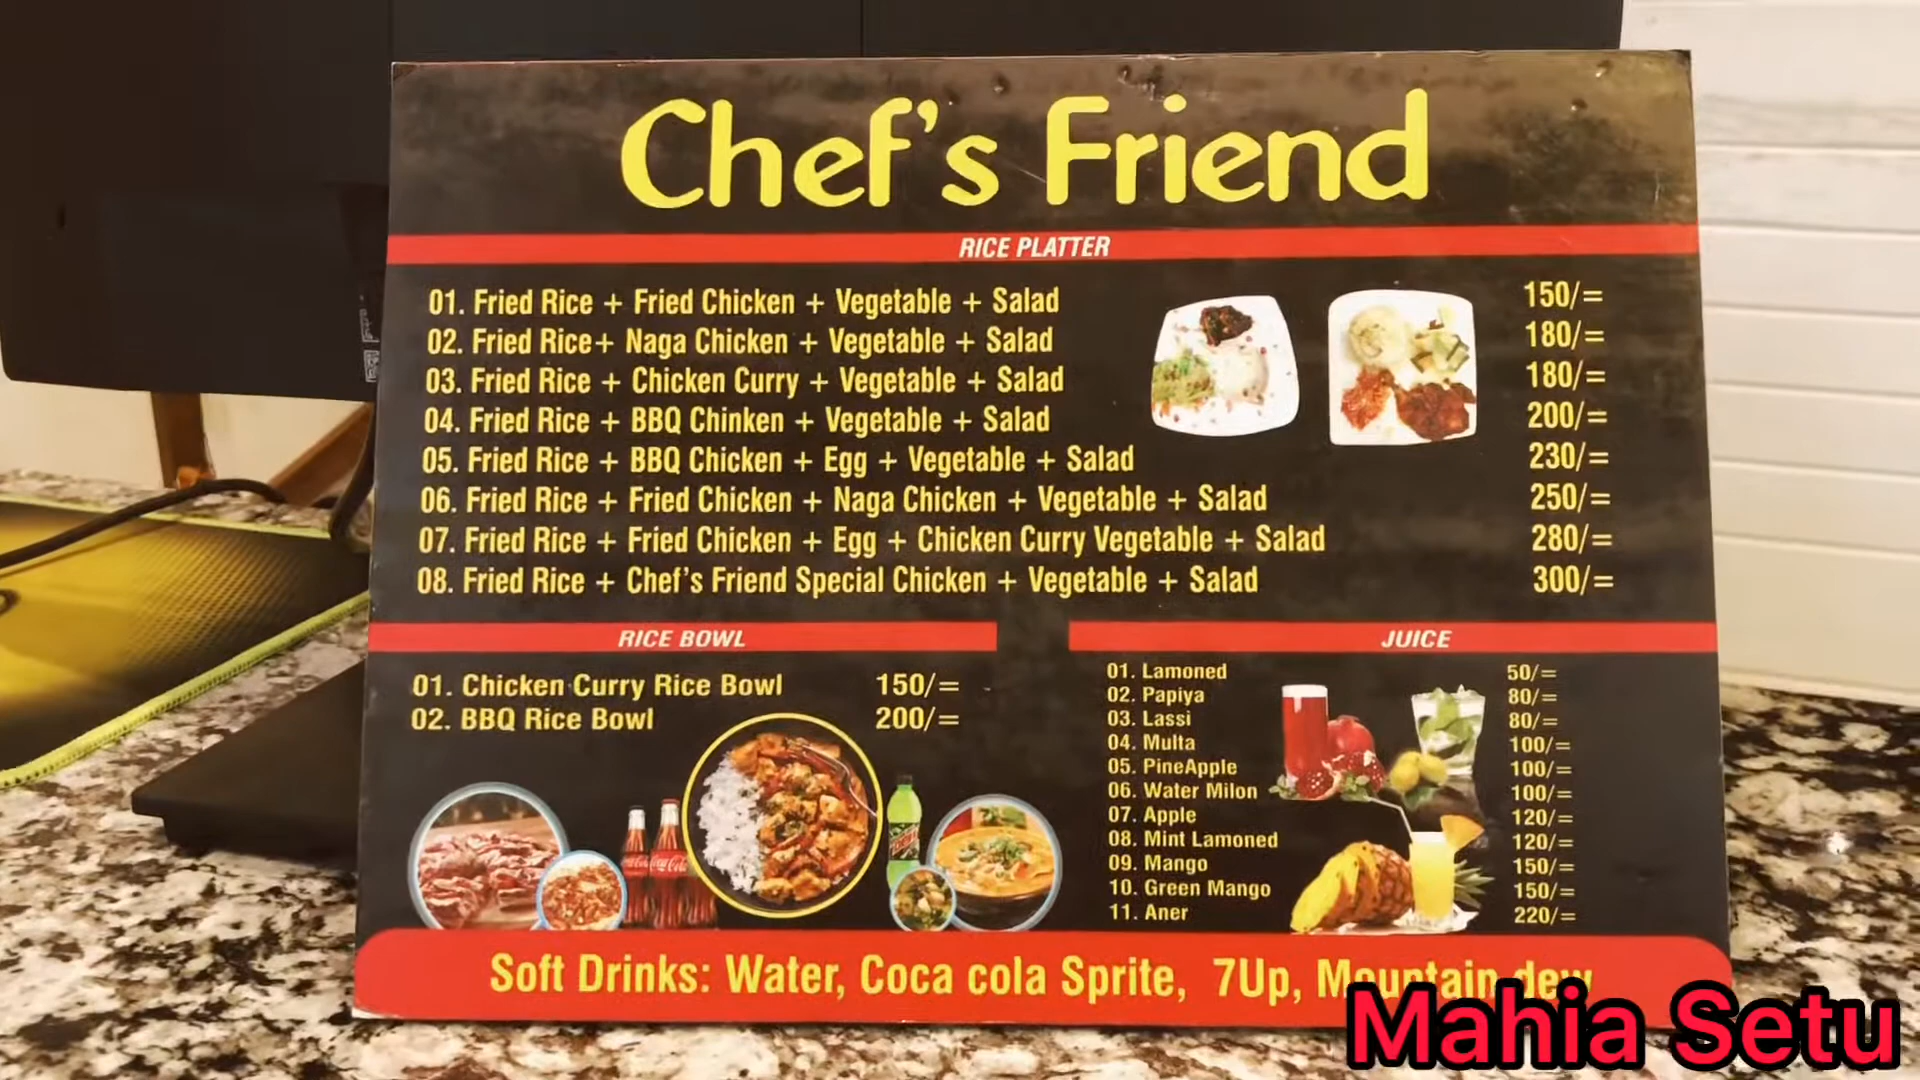 Chef's Friend
RICE PLATTER
01. Fried Rice + Fried Chicken + Vegetable + Salad 150/=
02. Fried Rice+ Naga Chicken + Vegetable + Salad 180/=
03. Fried Rice + Chicken Curry + Vegetable + Salad 180/=
04. Fried Rice + BBQ Chinken + Vegetable + Salad 200/=
05. Fried Rice + BBQ Chicken + Egg + Vegetable + Salad 230/=
06. Fried Rice + Fried Chicken + Naga Chicken + Vegetable + Salad 250/=
07. Fried Rice + Fried Chicken + Egg + Chicken Curry Vegetable + Salad 280/=
08. Fried Rice + Chef's Friend Special Chicken + Vegetable + Salad 300/=
RICE BOWL
01. Chicken Curry Rice Bowl 150/=
02. BBQ Rice Bowl 200/=
JUICE
01. Lamoned 50/=
02. Papiya 80/=
03. Lassi 80/=
04. Multa 100/=
05. PineApple 100/=
06. Water Milon 100/=
07. Apple 120/=
08. Mint Lamoned 120/=
09. Mango 150/=
10. Green Mango 150/=
11. Aner 220/=
Coca-Cola
Soft Drinks: Water, Coca cola Sprite, 7Up, Mountain dew
Mahia Setu